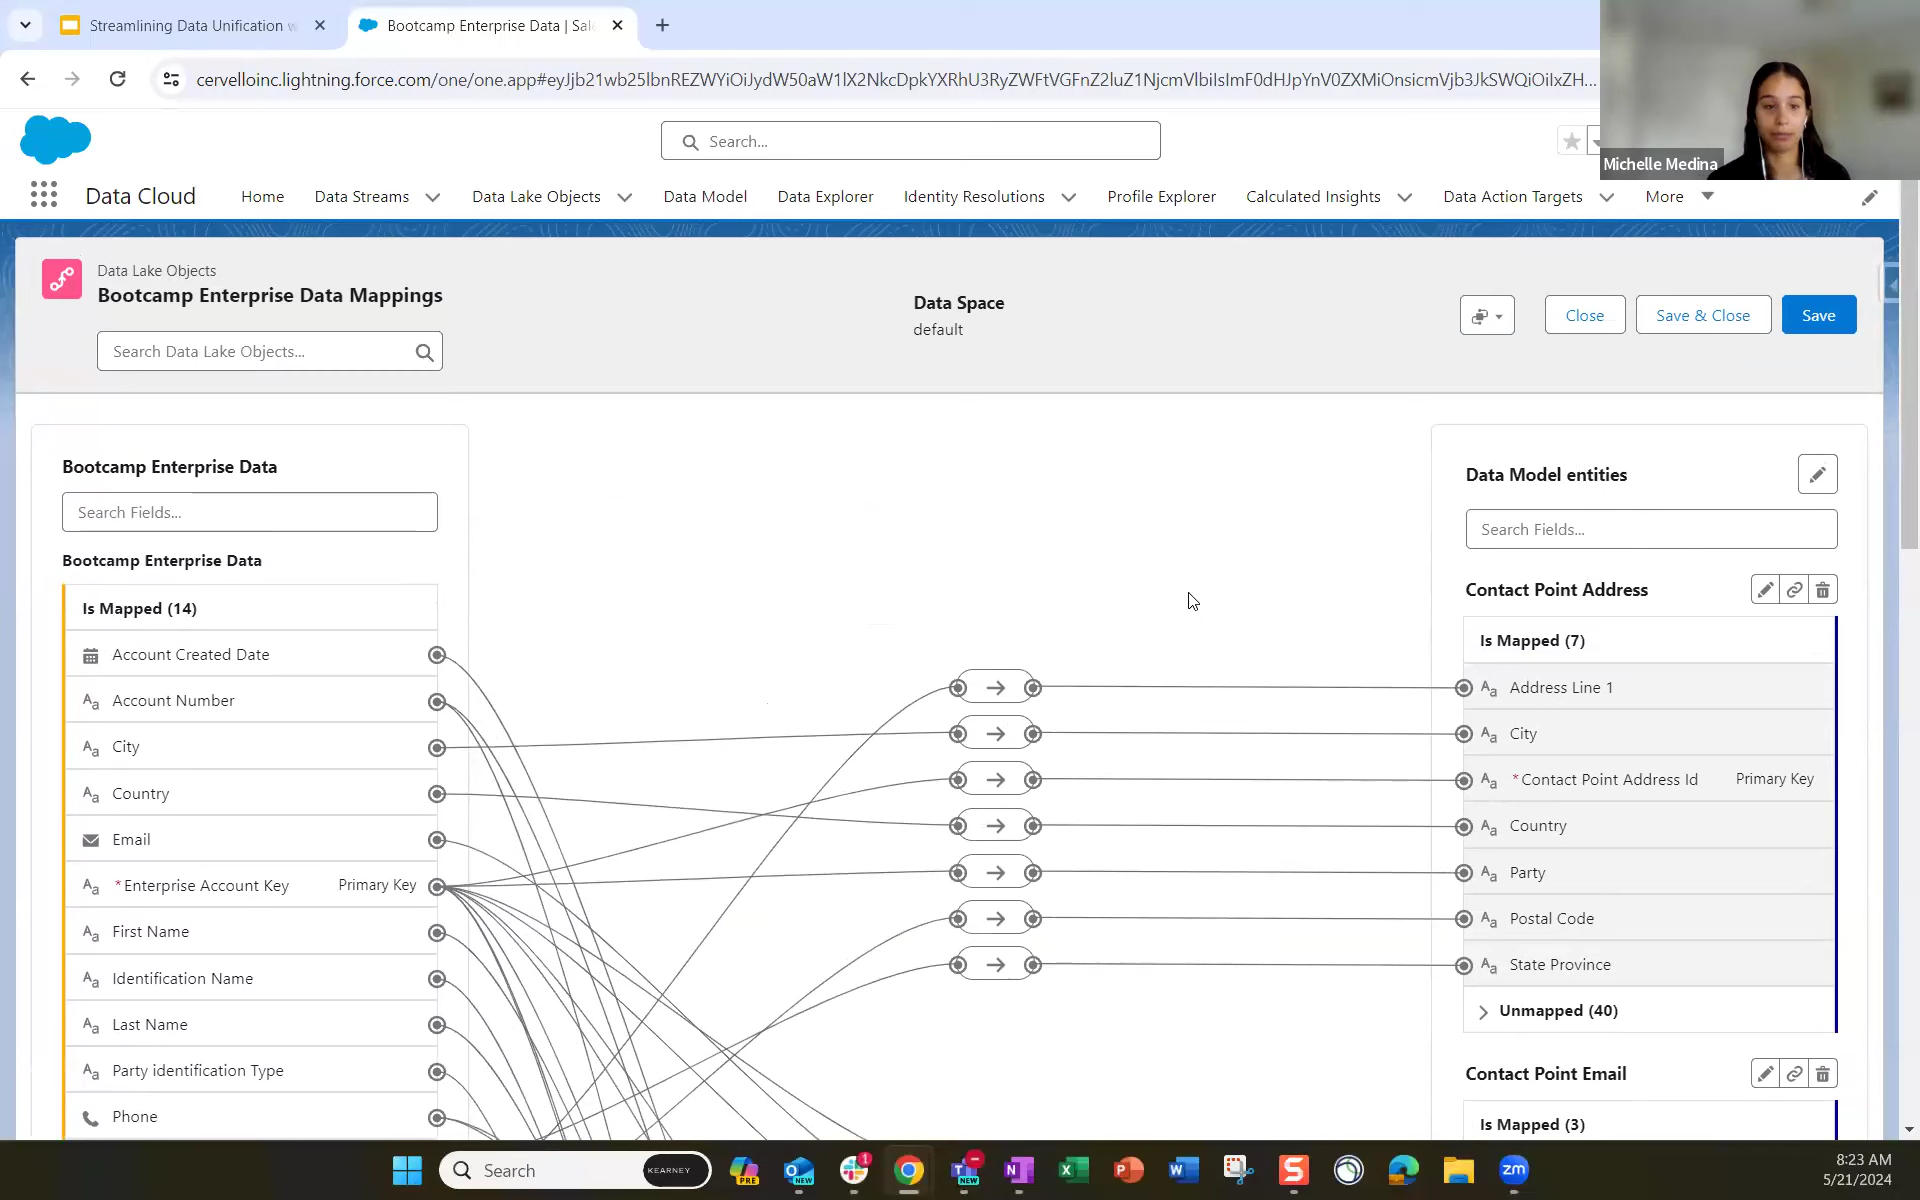 Streamlining Data Unification w
Bootcamp Enterprise Data | Sale
cervelloinc.lightning.force.com/one/one.app#eyJjb21wb25lbnREZWYiOiJydW50aW1lX2NkcDpkYXRhU3RyZWFtVGFnZ2luZ1NjcmVlbiIsImF0dHJpYnV0ZXMiOnsicmVjb3JkSWQiOiIxZH...
Search...
Michelle Medina
Data Cloud
Home
Data Streams
Data Lake Objects
Data Model
Data Explorer
Identity Resolutions
Profile Explorer
Calculated Insights
Data Action Targets
More
Data Lake Objects
Bootcamp Enterprise Data Mappings
Search Data Lake Objects...
Data Space
default
Close
Save & Close
Save
Bootcamp Enterprise Data
Search Fields...
Bootcamp Enterprise Data
Is Mapped (14)
Account Created Date
Account Number
City
Country
Email
*Enterprise Account Key Primary Key
First Name
Identification Name
Last Name
Party identification Type
Phone
Data Model entities
Search Fields...
Contact Point Address
Is Mapped (7)
Address Line 1
City
*Contact Point Address Id Primary Key
Country
Party
Postal Code
State Province
Unmapped (40)
Contact Point Email
Is Mapped (3)
Search
KEARNEY
PRE
NEW
1
NEW
zm
8:23 AM
5/21/2024